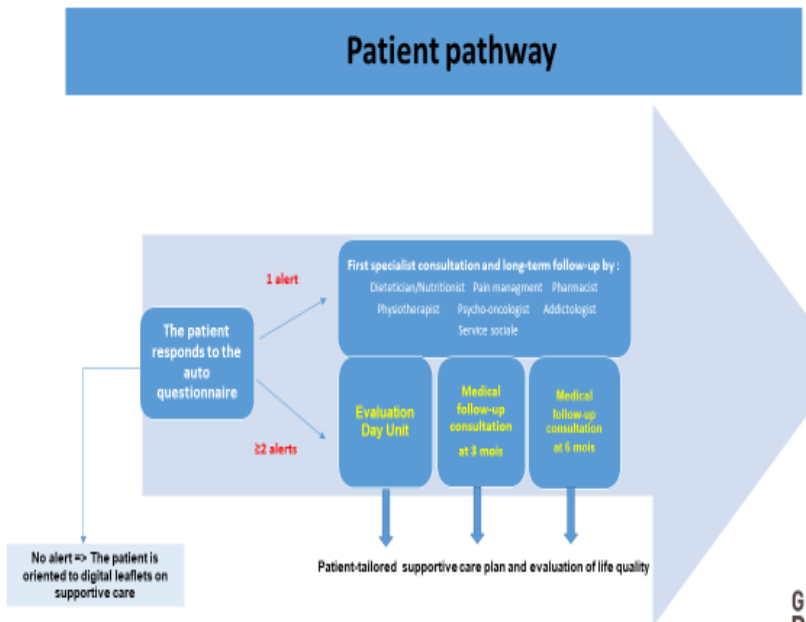 Patient pathway
First specialist consultation and long-term follow-up by :
Dietetician/Nutritionist Pain managment Pharmacist
Physiotherapist Psycho-oncologist Addictologist
Service sociale
1 alert
The patient
responds to the
auto
questionnaire
≥2 alerts
Evaluation
Day Unit
Medical
follow-up
consultation
at 3 mois
Medical
follow-up
consultation
at 6 mois
No alert => The patient is
oriented to digital leaflets on
supportive care
Patient-tailored supportive care plan and evaluation of life quality
G